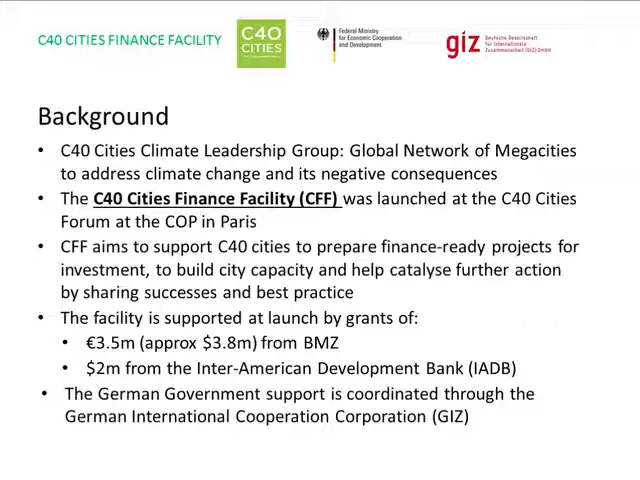 C40 CITIES FINANCE FACILITY
C40
CITIES
Federal Ministry
for Economic Cooperation
and Development
giz
Deutsche Gesellschaft
für Internationale
Zusammenarbeit (GIZ) GmbH
Background
• C40 Cities Climate Leadership Group: Global Network of Megacities
to address climate change and its negative consequences
• The C40 Cities Finance Facility (CFF) was launched at the C40 Cities
Forum at the COP in Paris
• CFF aims to support C40 cities to prepare finance-ready projects for
investment, to build city capacity and help catalyse further action
by sharing successes and best practice
• The facility is supported at launch by grants of:
• €3.5m (approx $3.8m) from BMZ
• $2m from the Inter-American Development Bank (IADB)
• The German Government support is coordinated through the
German International Cooperation Corporation (GIZ)